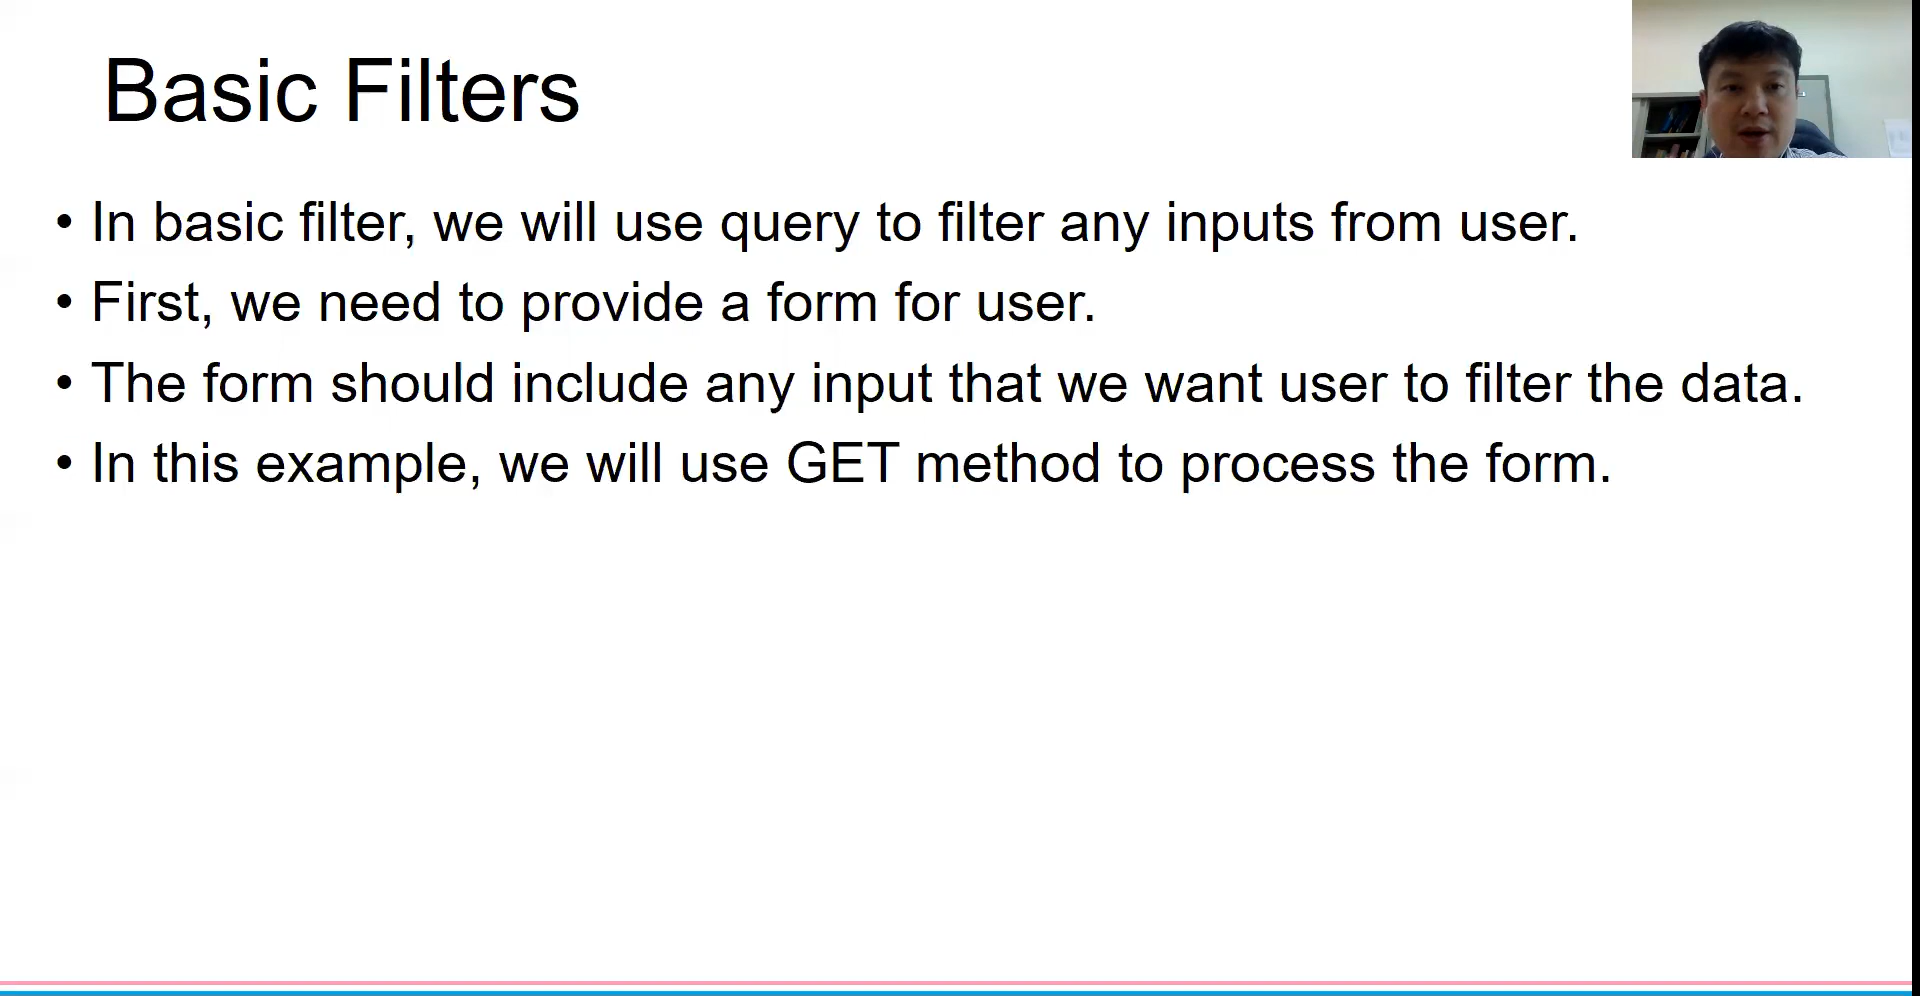 Basic Filters
• In basic filter, we will use query to filter any inputs from user.
• First, we need to provide a form for user.
• The form should include any input that we want user to filter the data.
• In this example, we will use GET method to process the form.